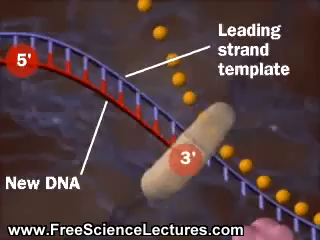 Leading
strand
template
5'
3'
New DNA
www.FreeScienceLectures.com